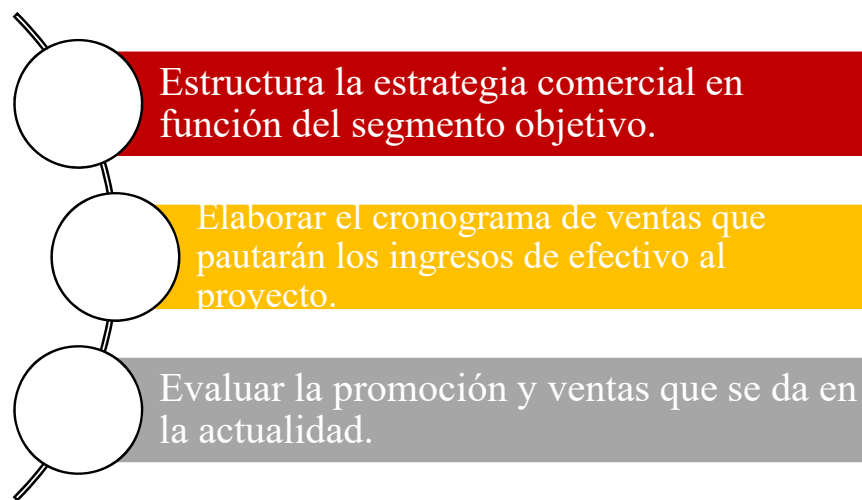 Estructura la estrategia comercial en
función del segmento objetivo.
Elaborar el cronograma de ventas que
pautarán los ingresos de efectivo al
proyecto.
Evaluar la promoción y ventas que se da en
la actualidad.